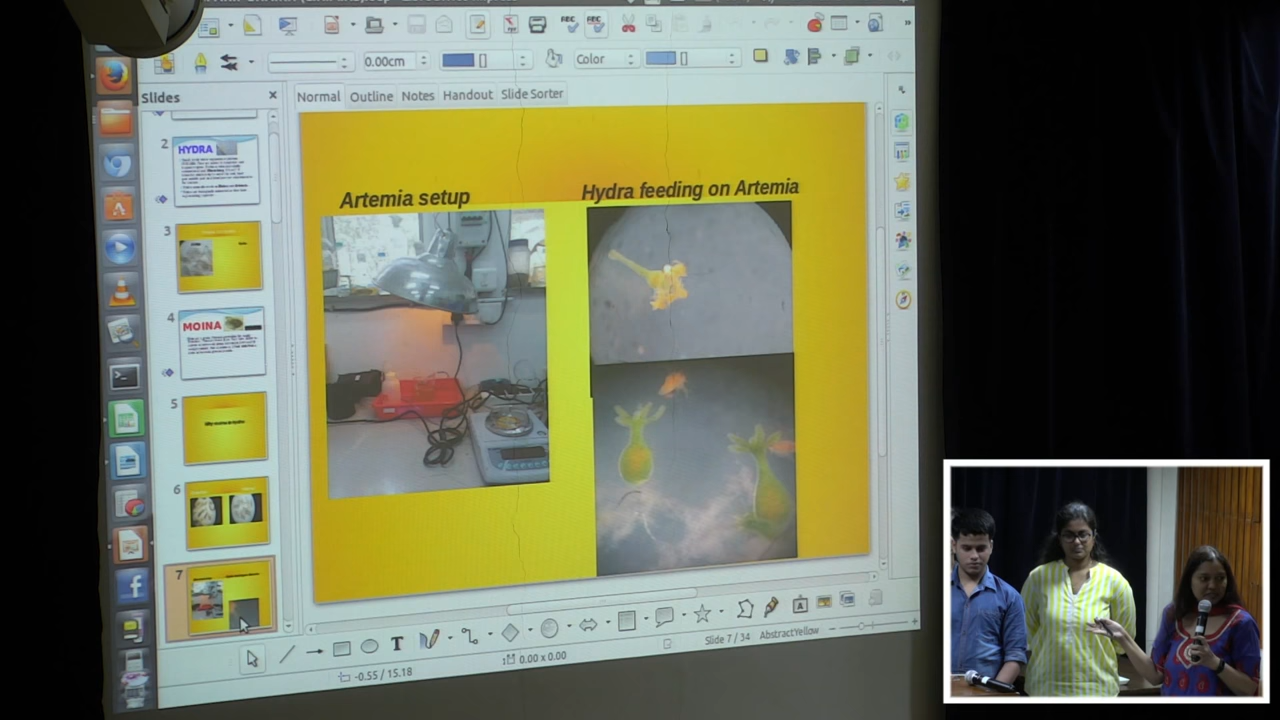 0.00cm
Color
Slides
Normal
Outline
Notes
Handout
Slide Sorter
2
HYDRA
3
4
MOINA
5
6
7
Artemia setup
Hydra feeding on Artemia
Slide 7 / 34
AbstractYellow
-0.55 / 15.18
0.00 x 0.00